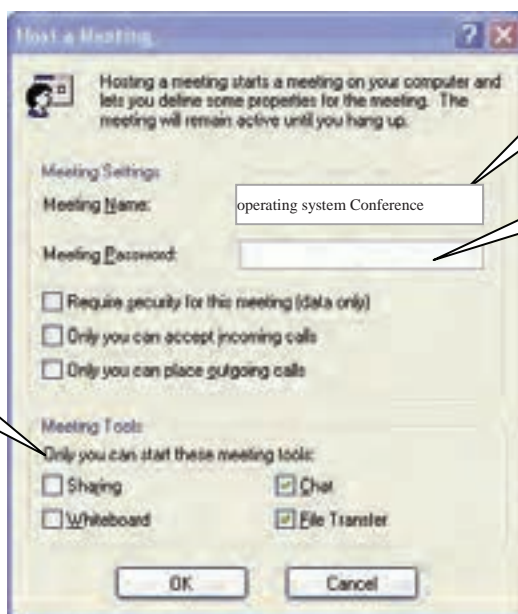 Host a Meeting
Hosting a meeting starts a meeting on your computer and
lets you define some properties for the meeting. The
meeting will remain active until you hang up.
Meeting Settings
Meeting Name:
operating system Conference
Meeting Password:
Require security for this meeting (data only)
Only you can accept incoming calls
Only you can place outgoing calls
Meeting Tools
Only you can start these meeting tools:
Sharing
Chat
Whiteboard
File Transfer
OK
Cancel